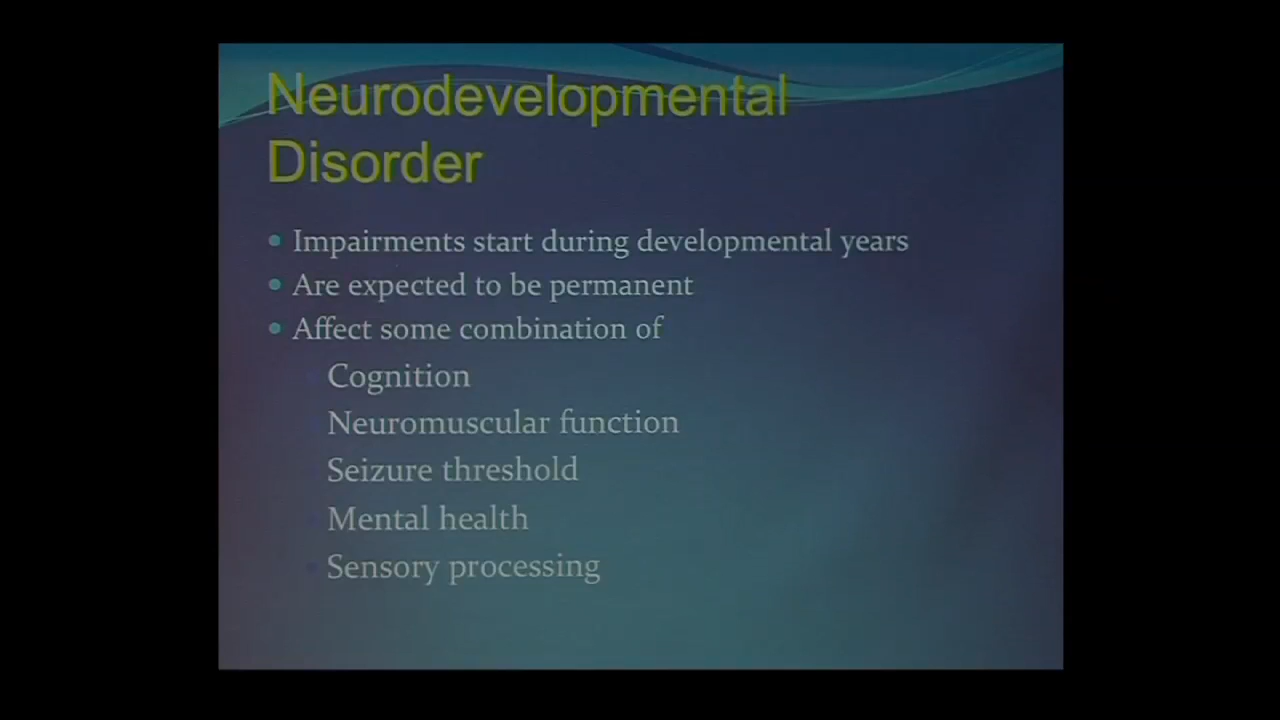 Neurodevelopmental
Disorder
Impairments start during developmental years
Are expected to be permanent
Affect some combination of
Cognition
Neuromuscular function
Seizure threshold
Mental health
Sensory processing